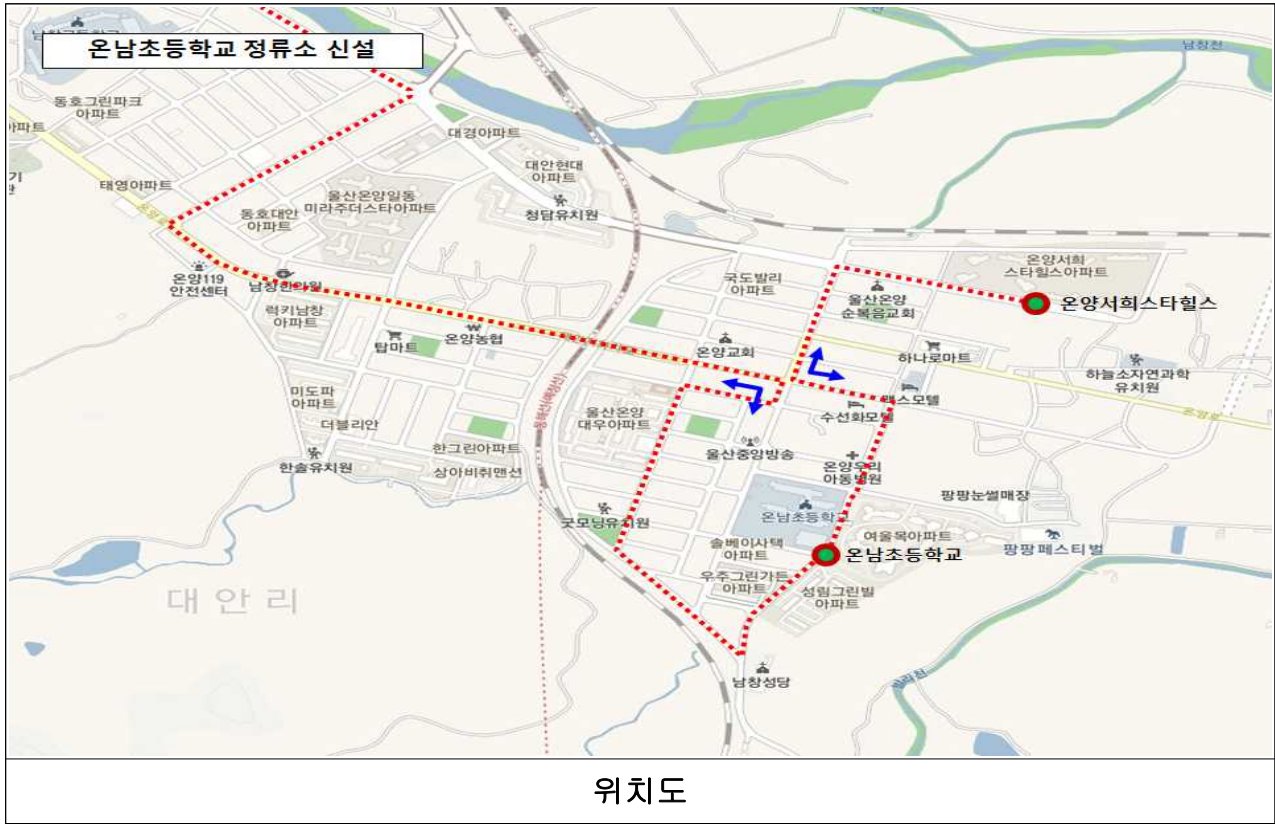 온남초등학교 정류소 신설
남창천
동호그린파크
아파트
아파트
대경아파트
대안현대
아파트
청담유치원
태영아파트
온양로
동호대안
아파트
울산온양일동
미라주더스타아파트
온양119
안전센터
남창한의원
럭키남창
아파트
탑마트
온양농협
국도발리
아파트
울산온양
순복음교회
온양서희
스타힐스아파트
온양서희스타힐스
온양교회
하나로마트
하늘소자연과학
유치원
미도파
아파트
더블리안
울산온양
대우아파트
수선화모텔
온양로
울산중앙방송
온양우리
아동병원
한솔유치원
한그린아파트
삼아비취맨션
팡팡눈썰매장
굿모닝유치원
온남초등학교
여울목아파트
팡팡페스티벌
솔베이사택
아파트
온남초등학교
우주그린가든
아파트
성림그린빌
아파트
대안리
남창성당
위치도